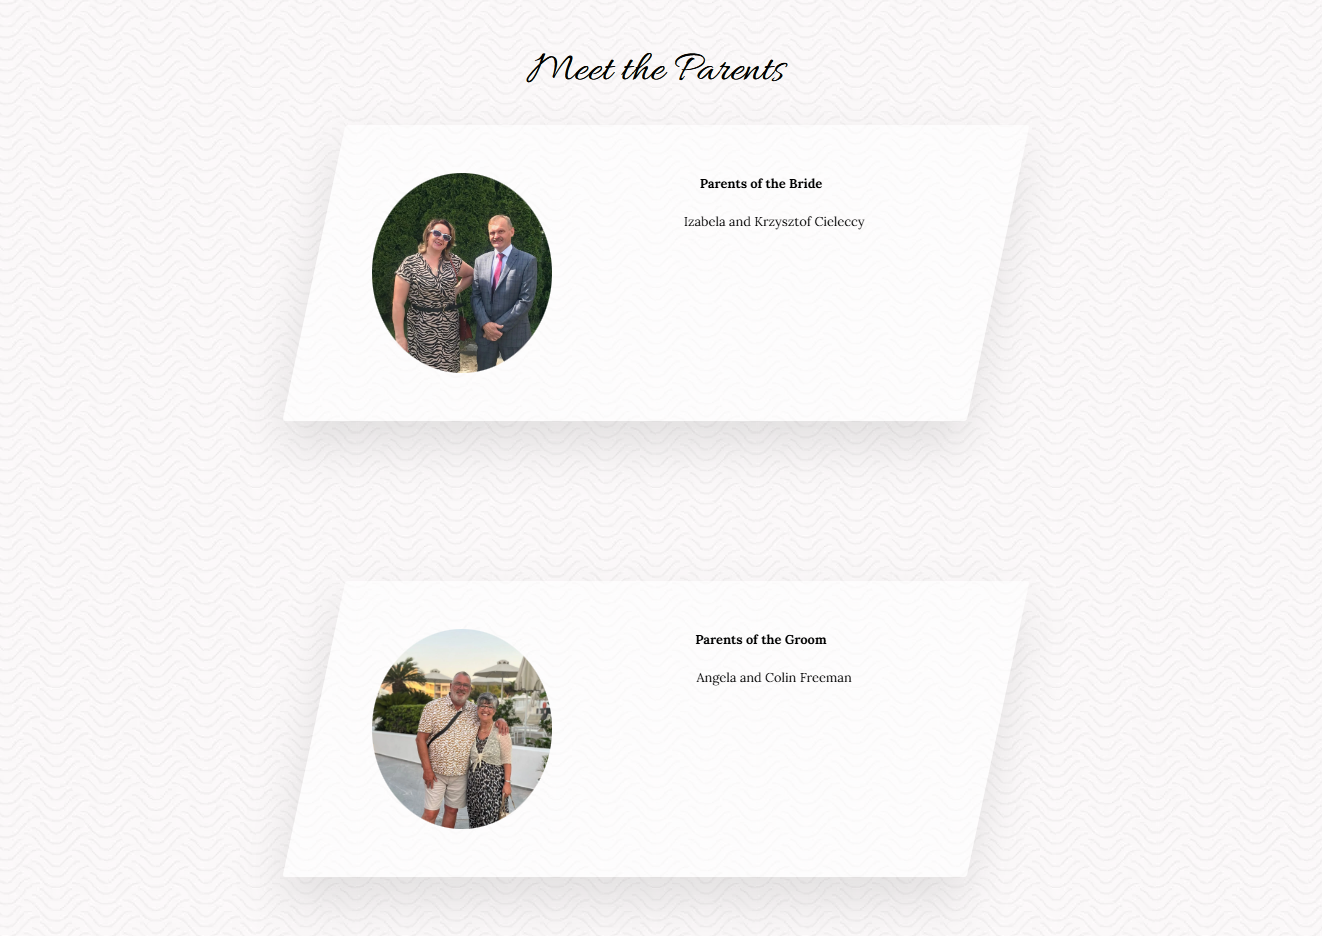 Meet the Parents
Parents of the Bride
Izabela and Krzysztof Cieleccy
Parents of the Groom
Angela and Colin Freeman